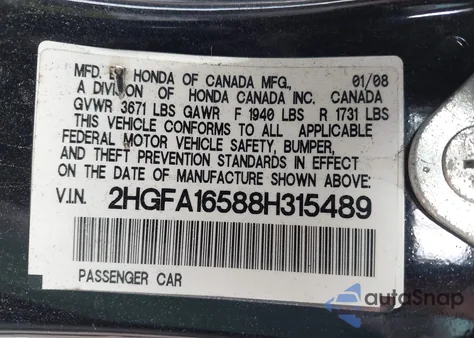 MFD. BY HONDA OF CANADA MFG., 01/08
A DIVISION OF HONDA CANADA INC. CANADA
GVWR 3671 LBS GAWR F 1940 LBS R 1731 LBS
THIS VEHICLE CONFORMS TO ALL APPLICABLE
FEDERAL MOTOR VEHICLE SAFETY, BUMPER,
AND THEFT PREVENTION STANDARDS IN EFFECT
ON THE DATE OF MANUFACTURE SHOWN ABOVE:
V.I.N. 2HGFA16588H315489
PASSENGER CAR
autoSnap